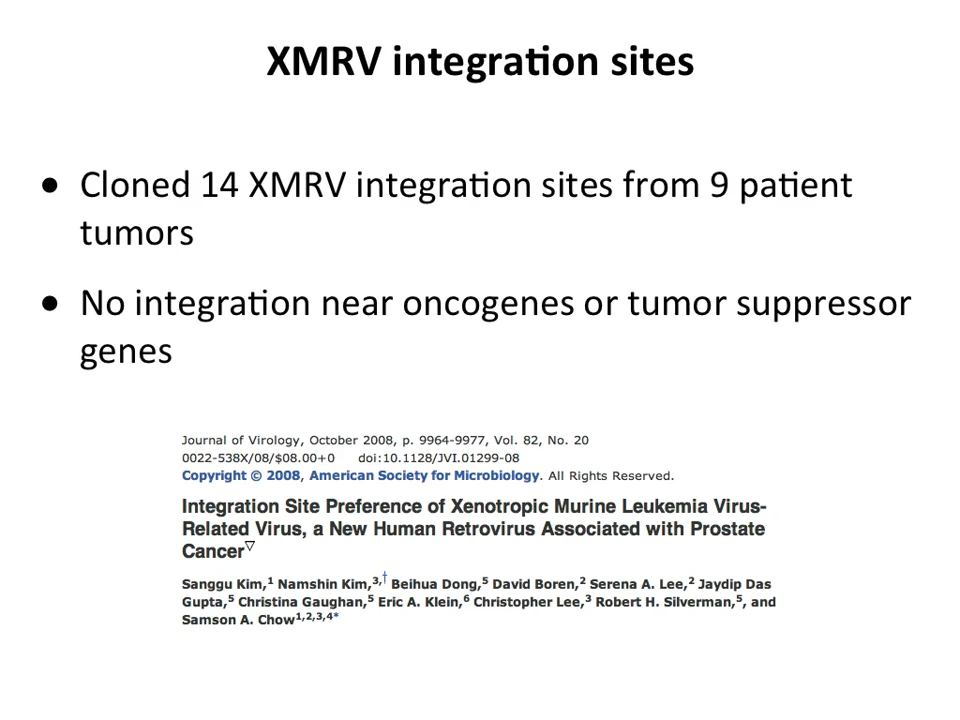 XMRV integration sites
• Cloned 14 XMRV integration sites from 9 patient
tumors
• No integration near oncogenes or tumor suppressor
genes
Journal of Virology, October 2008, p. 9964-9977, Vol. 82, No. 20
0022-538X/08/$08.00+0 doi:10.1128/JVI.01299-08
Copyright © 2008, American Society for Microbiology. All Rights Reserved.
Integration Site Preference of Xenotropic Murine Leukemia Virus-
Related Virus, a New Human Retrovirus Associated with Prostate
Cancer▽
Sanggu Kim,1 Namshin Kim,3,† Beihua Dong,5 David Boren,2 Serena A. Lee,2 Jaydip Das
Gupta,5 Christina Gaughan,5 Eric A. Klein,6 Christopher Lee,3 Robert H. Silverman,5, and
Samson A. Chow1,2,3,4*